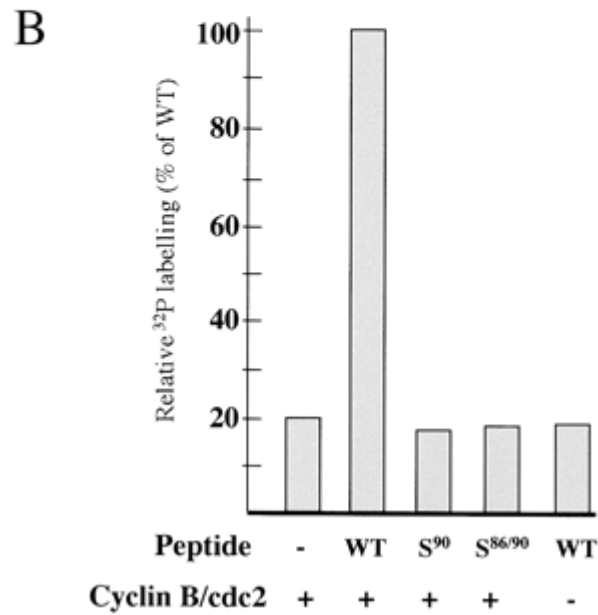 B
Relative ³²P labelling (% of WT)
100
80
60
40
20
Peptide - WT S⁹⁰ S⁸⁶/⁹⁰ WT
Cyclin B/cdc2 + + + + -